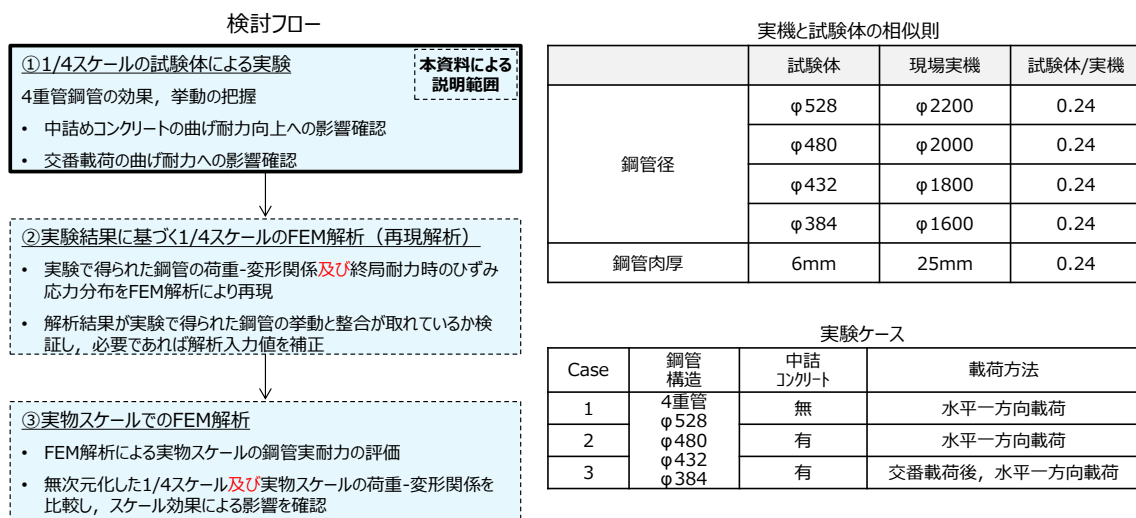 検討フロー
①1/4スケールの試験体による実験
本資料による
説明範囲
4重管鋼管の効果，挙動の把握
• 中詰めコンクリートの曲げ耐力向上への影響確認
• 交番載荷の曲げ耐力への影響確認
②実験結果に基づく1/4スケールのFEM解析（再現解析）
• 実験で得られた鋼管の荷重-変形関係及び終局耐力時のひずみ
応力分布をFEM解析により再現
• 解析結果が実験で得られた鋼管の挙動と整合が取れているか検
証し，必要であれば解析入力値を補正
③実物スケールでのFEM解析
• FEM解析による実物スケールの鋼管実耐力の評価
• 無次元化した1/4スケール及び実物スケールの荷重-変形関係を
比較し，スケール効果による影響を確認
実機と試験体の相似則
試験体 現場実機 試験体/実機
鋼管径
φ528 φ2200 0.24
φ480 φ2000 0.24
φ432 φ1800 0.24
φ384 φ1600 0.24
鋼管肉厚 6mm 25mm 0.24
実験ケース
Case 鋼管
構造 中詰
コンクリート 載荷方法
4重管
φ528
φ480
φ432
φ384
1 無 水平一方向載荷
2 有 水平一方向載荷
3 有 交番載荷後，水平一方向載荷